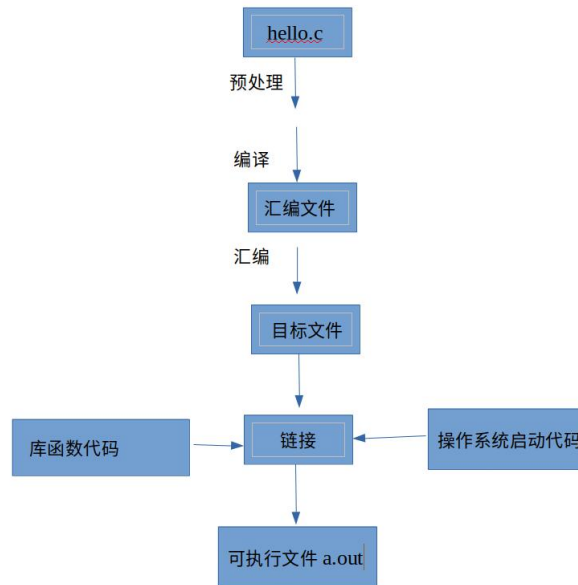 hello.c
预处理
编译
汇编文件
汇编
目标文件
库函数代码
链接
操作系统启动代码
可执行文件 a.out